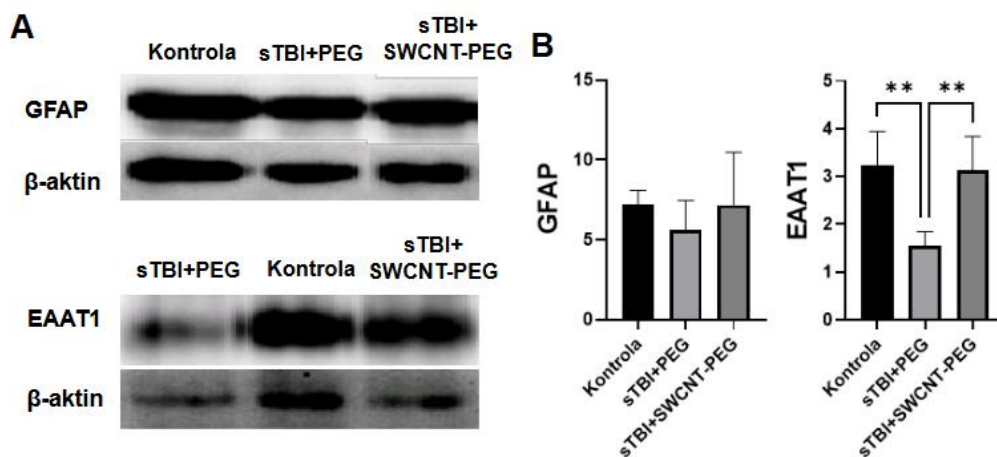 A
Kontrola sTBI+PEG sTBI+
SWCNT-PEG
GFAP
β-aktin
sTBI+PEG Kontrola sTBI+
SWCNT-PEG
EAAT1
β-aktin
B
15
10
5
0
GFAP
Kontrola
sTBI+PEG
sTBI+SWCNT-PEG
** **
5
4
3
2
1
0
EAAT1
Kontrola
sTBI+PEG
sTBI+SWCNT-PEG